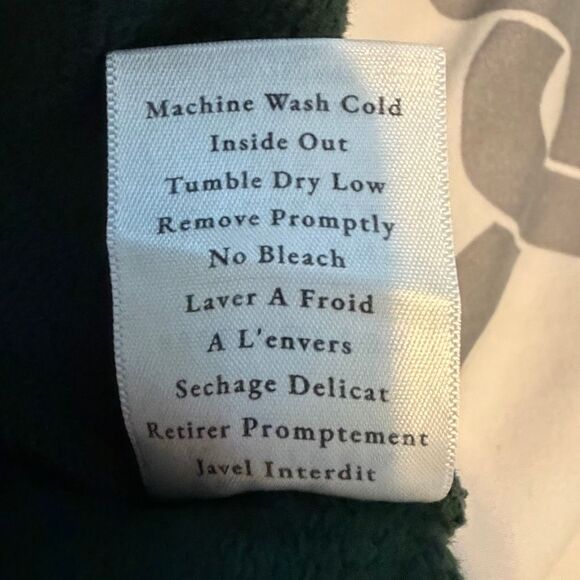 Machine Wash Cold
Inside Out
Tumble Dry Low
Remove Promptly
No Bleach
Laver A Froid
A L'envers
Sechage Delicat
Retirer Promptement
Javel Interdit